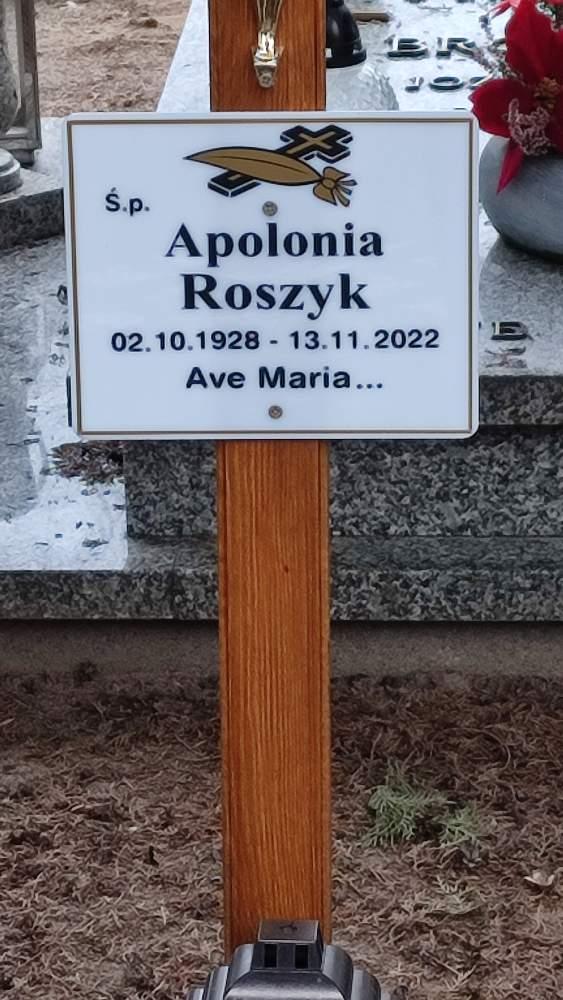 Ś.p.
Apolonia
Roszyk
02.10.1928 - 13.11.2022
Ave Maria...